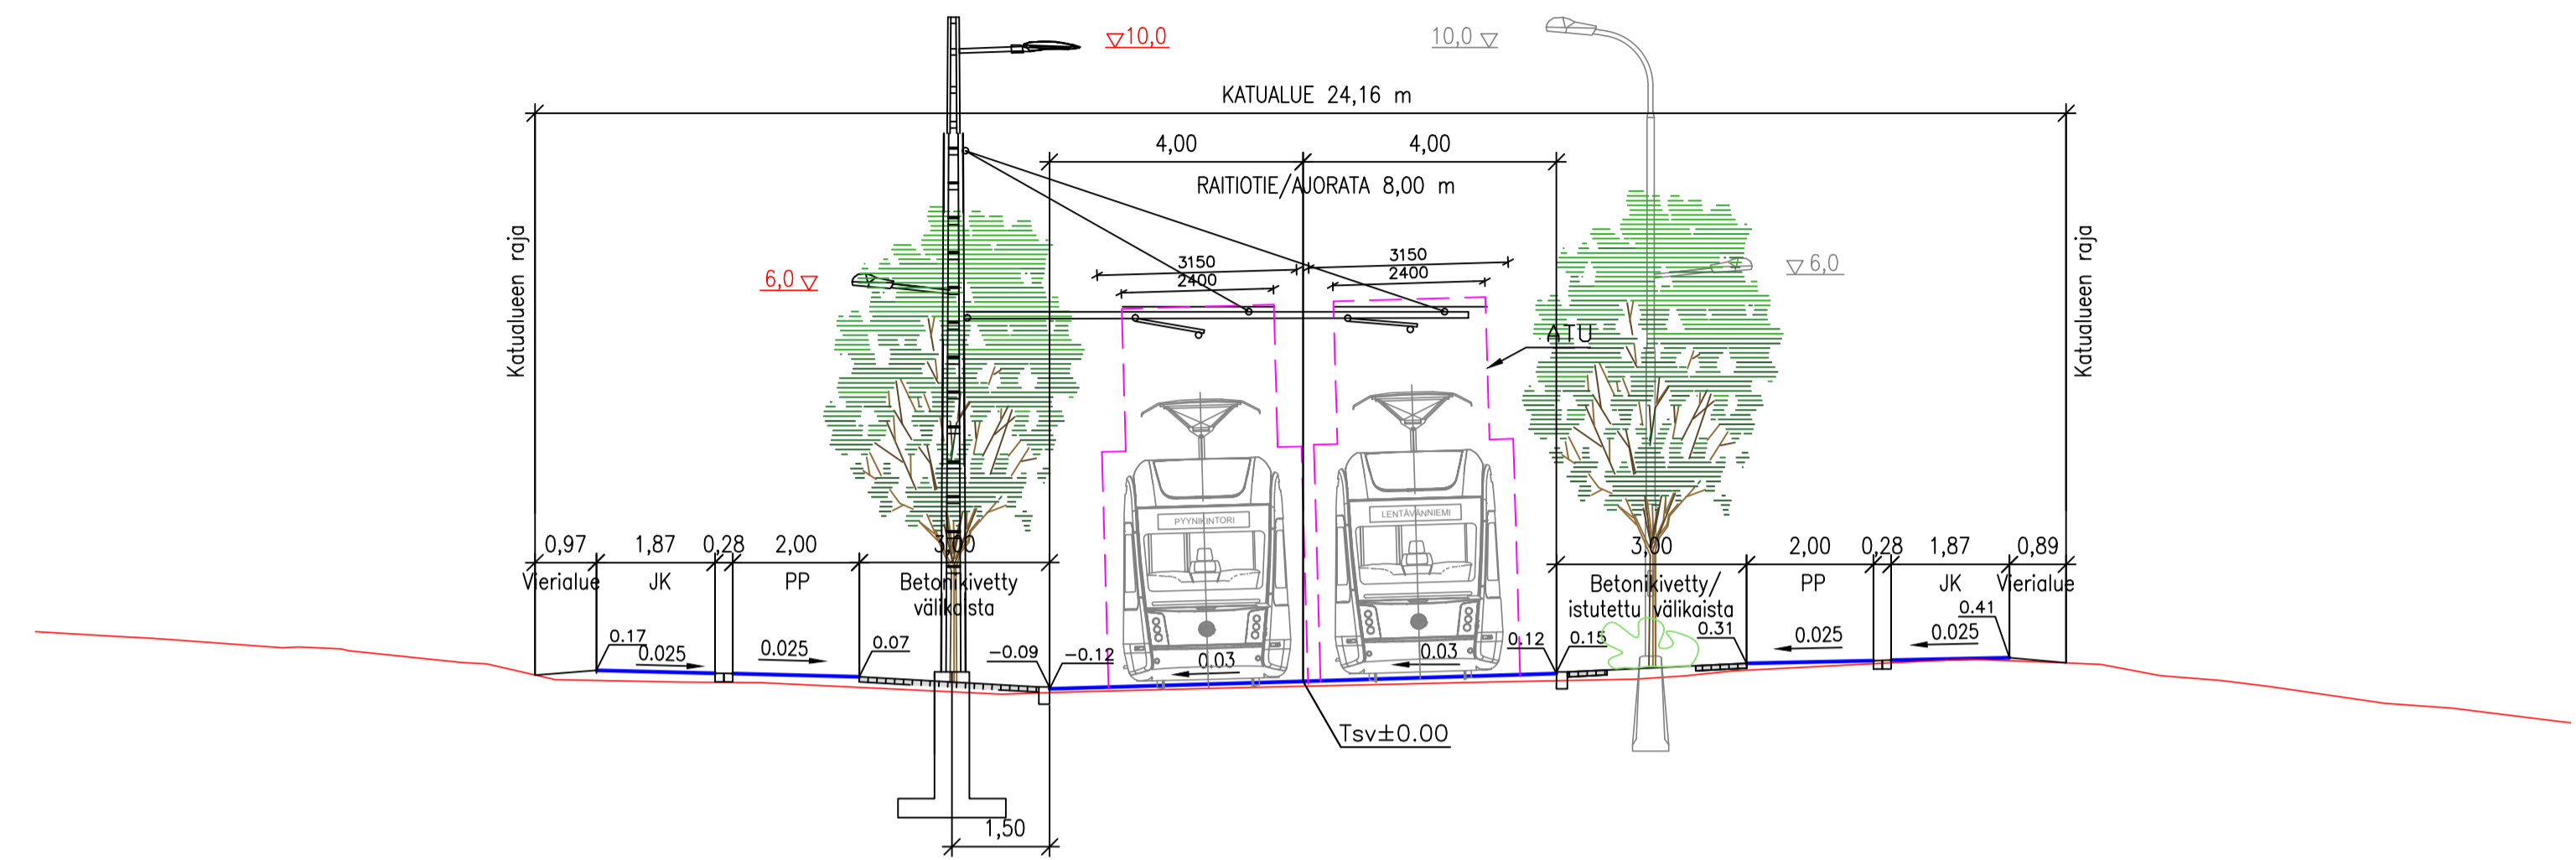 10,0
10,0
KATUALUE 24,16 m
4,00
4,00
RAITIOTIE/AJORATA 8,00 m
Katualueen raja
Katualueen raja
3150
3150
6,0
2400
2400
6,0
ATU
PYYNIKINTORI
LENTÄVÄNNIEMI
0,97
1,87
0,28
2,00
3,00
3,00
2,00
0,28
1,87
0,89
Vierialue
JK
PP
Betonikivetty
välikaista
Betonikivetty/
istutettu välikaista
PP
JK
Vierialue
0.17
0.025
0.025
0.07
-0.09
-0.12
0.03
0.03
0.12
0.15
0.31
0.025
0.025
0.41
Tsv±0.00
1,50